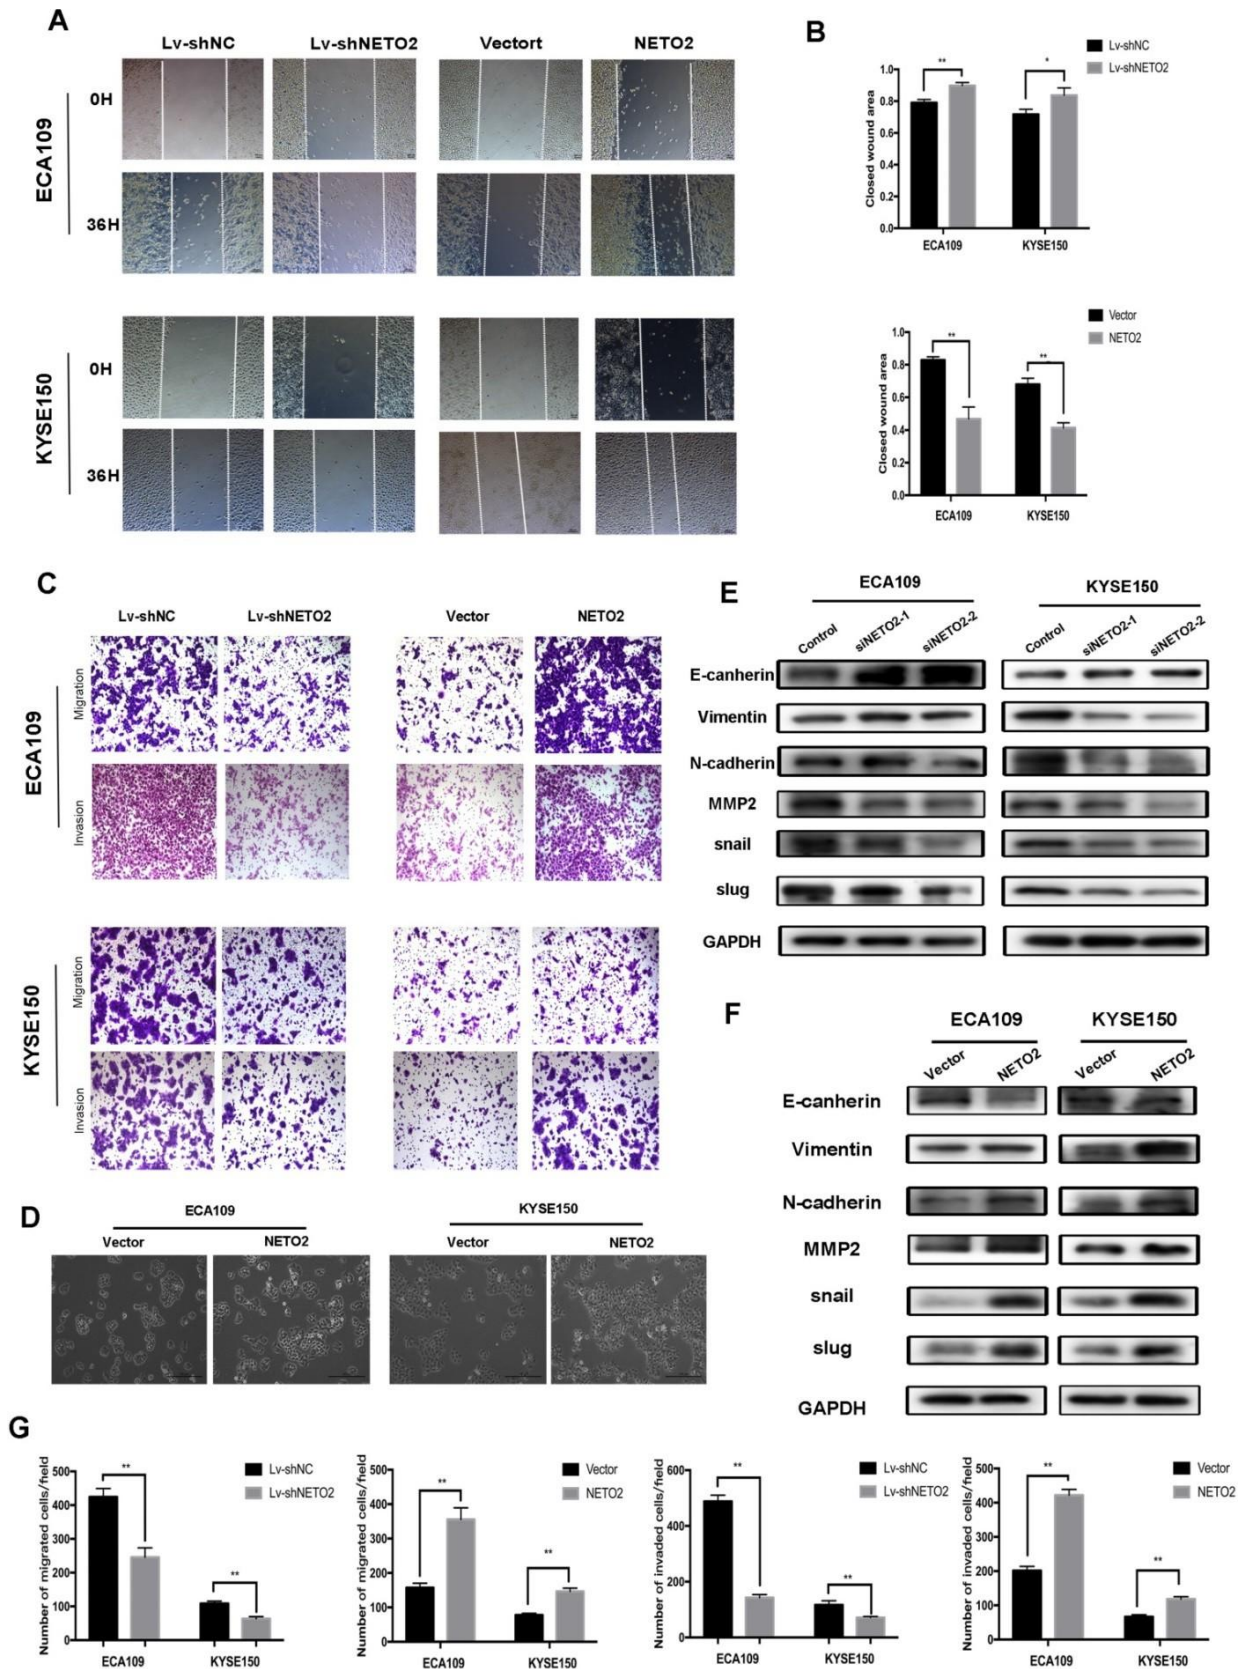 A
Lv-shNC Lv-shNETO2 Vectort NETO2
ECA109
0H
36H
KYSE150
0H
36H
B
Lv-shNC
Lv-shNETO2
Closed wound area
1.0
0.8
0.6
0.4
0.2
0.0
** *
ECA109 KYSE150
Vector
NETO2
Closed wound area
1.0
0.8
0.6
0.4
0.2
0.0
** **
ECA109 KYSE150
C
Lv-shNC Lv-shNETO2 Vector NETO2
ECA109
Migration
Invasion
KYSE150
Migration
Invasion
D
ECA109 KYSE150
Vector NETO2 Vector NETO2
E
ECA109 KYSE150
Control siNETO2-1 siNETO2-2 Control siNETO2-1 siNETO2-2
E-canherin
Vimentin
N-cadherin
MMP2
snail
slug
GAPDH
F
ECA109 KYSE150
Vector NETO2 Vector NETO2
E-canherin
Vimentin
N-cadherin
MMP2
snail
slug
GAPDH
G
Number of migrated cells/field
500
400
300
200
100
0
** **
Lv-shNC
Lv-shNETO2
ECA109 KYSE150
Number of migrated cells/field
500
400
300
200
100
0
** **
Vector
NETO2
ECA109 KYSE150
Number of invaded cells/field
600
400
200
0
** **
Lv-shNC
Lv-shNETO2
ECA109 KYSE150
Number of invaded cells/field
500
400
300
200
100
0
** **
Vector
NETO2
ECA109 KYSE150